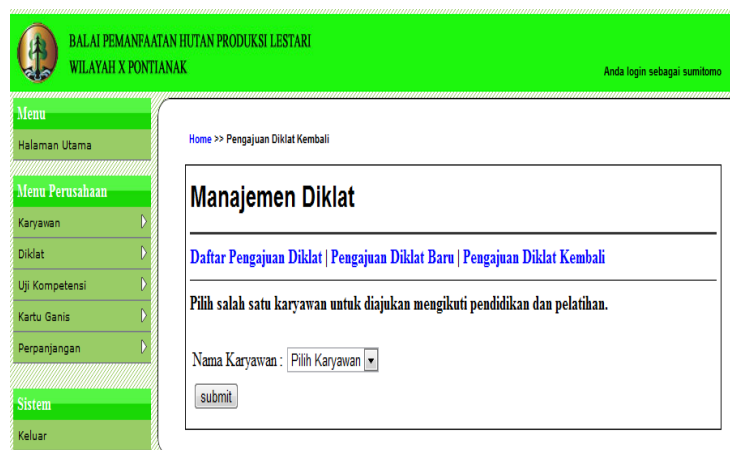 BALAI PEMANFAATAN HUTAN PRODUKSI LESTARI
WILAYAH X PONTIANAK
Anda login sebagai sumitomo
Menu
Halaman Utama
Menu Perusahaan
Karyawan
Diklat
Uji Kompetensi
Kartu Ganis
Perpanjangan
Sistem
Keluar
Home >> Pengajuan Diklat Kembali
Manajemen Diklat
Daftar Pengajuan Diklat | Pengajuan Diklat Baru | Pengajuan Diklat Kembali
Pilih salah satu karyawan untuk diajukan mengikuti pendidikan dan pelatihan.
Nama Karyawan : Pilih Karyawan
submit